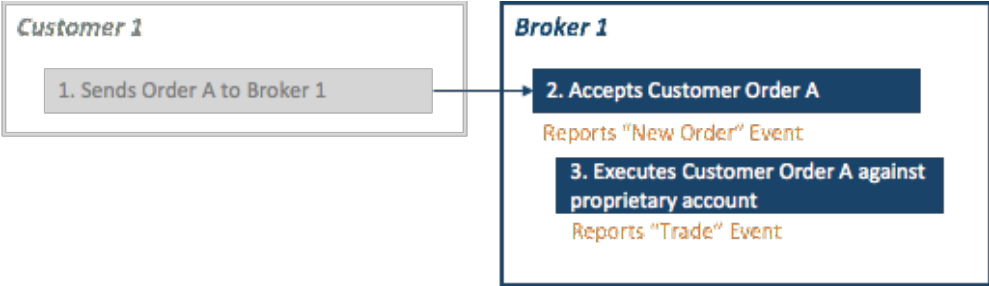 Customer 1
1. Sends Order A to Broker 1
Broker 1
2. Accepts Customer Order A
Reports “New Order” Event
3. Executes Customer Order A against
proprietary account
Reports “Trade” Event